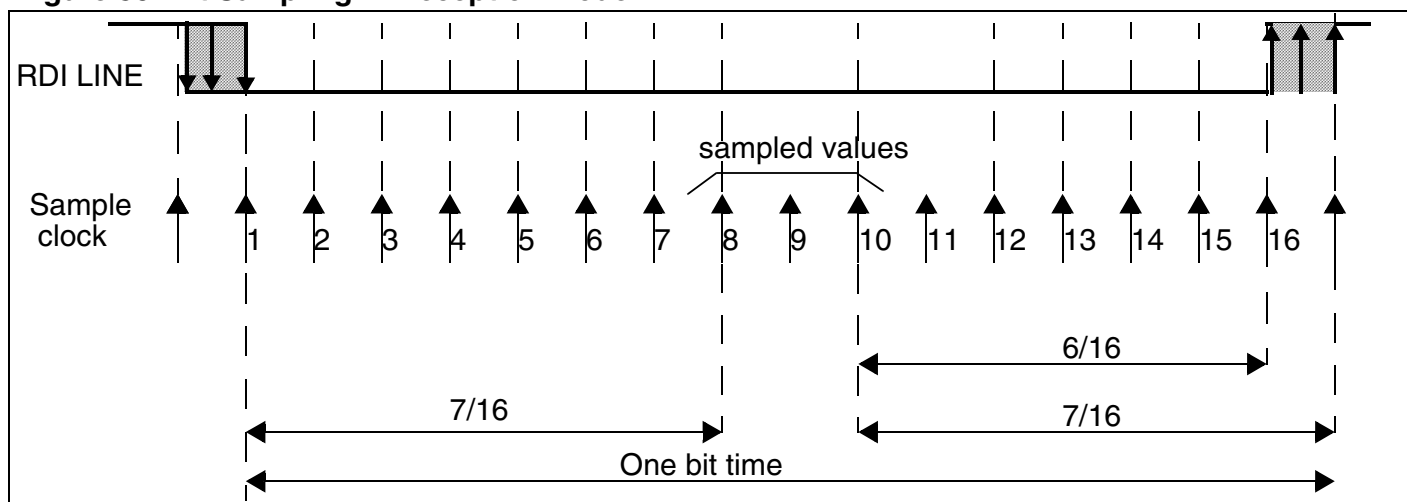 RDI LINE
sampled values
Sample
clock
1 2 3 4 5 6 7 8 9 10 11 12 13 14 15 16
6/16
7/16
7/16
One bit time